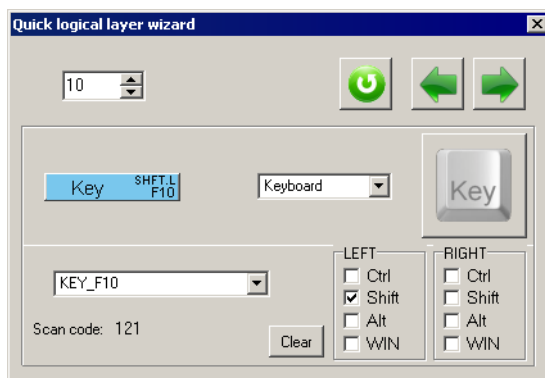 Quick logical layer wizard
10
Key SHFT.L
F10
Keyboard
Key
KEY_F10
Scan code: 121
Clear
LEFT
Ctrl
Shift
Alt
WIN
RIGHT
Ctrl
Shift
Alt
WIN